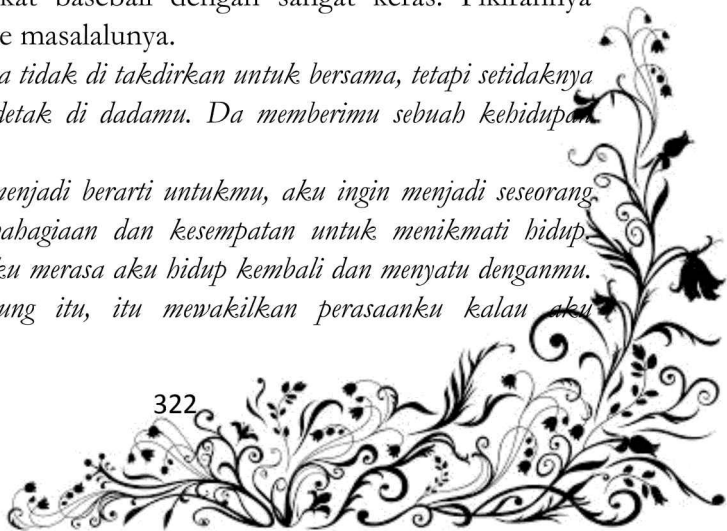 kat baseball dengan sangat keras. Pikirannya
e masalalunya.
a tidak di takdirkan untuk bersama, tetapi setidaknya
detak di dadamu. Da memberimu sebuah kehidupan.
menjadi berarti untukmu, aku ingin menjadi seseorang
bahagiaan dan kesempatan untuk menikmati hidup.
ku merasa aku hidup kembali dan menyatu denganmu.
ung itu, itu mewakilkan perasaanku kalau aku
322